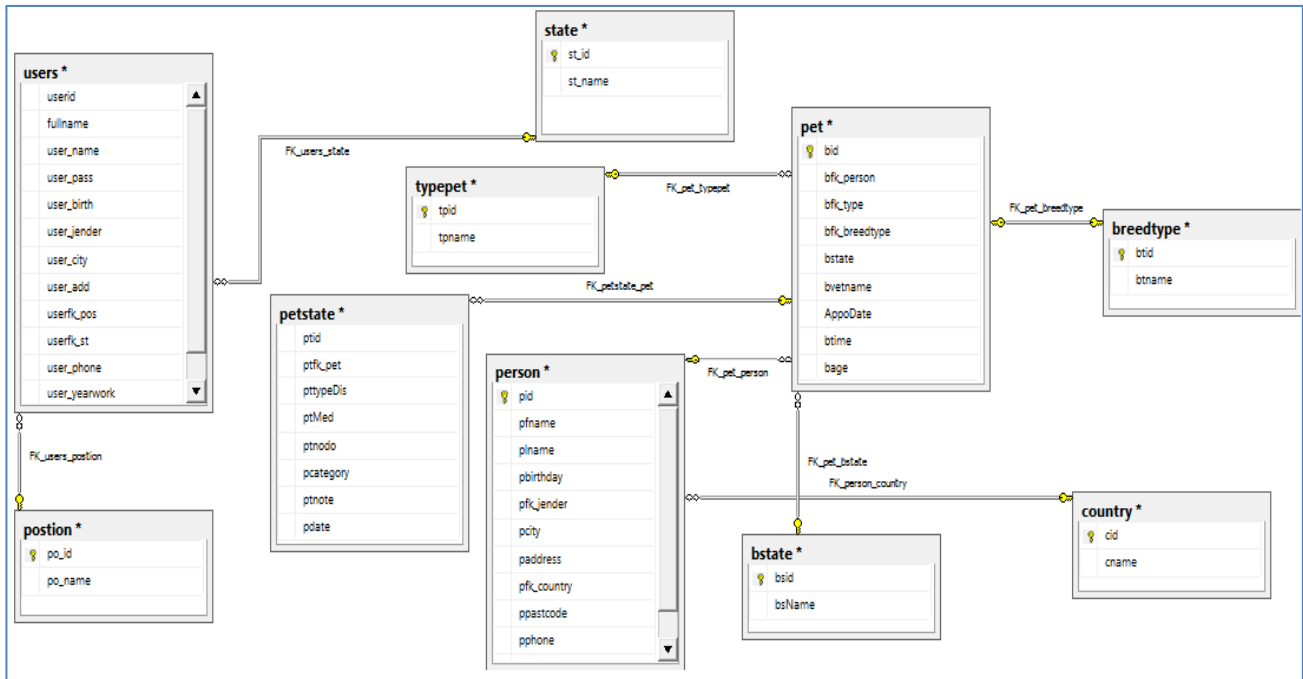 state *
st_id
st_name
users *
userid
fullname
user_name
user_pass
user_birth
user_jender
user_city
user_add
userfk_pos
userfk_st
user_phone
user_yearwork
FK_users_state
typepet *
tpid
tpname
FK_pet_typepet
pet *
bid
bfk_person
bfk_type
bfk_breedtype
bstate
bvetname
AppoDate
btime
bage
FK_pet_breedtype
breedtype *
btid
btname
FK_petstate_pet
petstate *
ptid
ptfk_pet
pttypeDis
ptMed
ptnodo
pcategory
ptnote
pdate
person *
pid
pfname
plname
pbirthday
pfk_jender
pcity
paddress
pfk_country
ppastcode
pphone
FK_pet_person
FK_users_postion
postion *
po_id
po_name
FK_pet_bstate
FK_person_country
bstate *
bsid
bsName
country *
cid
cname